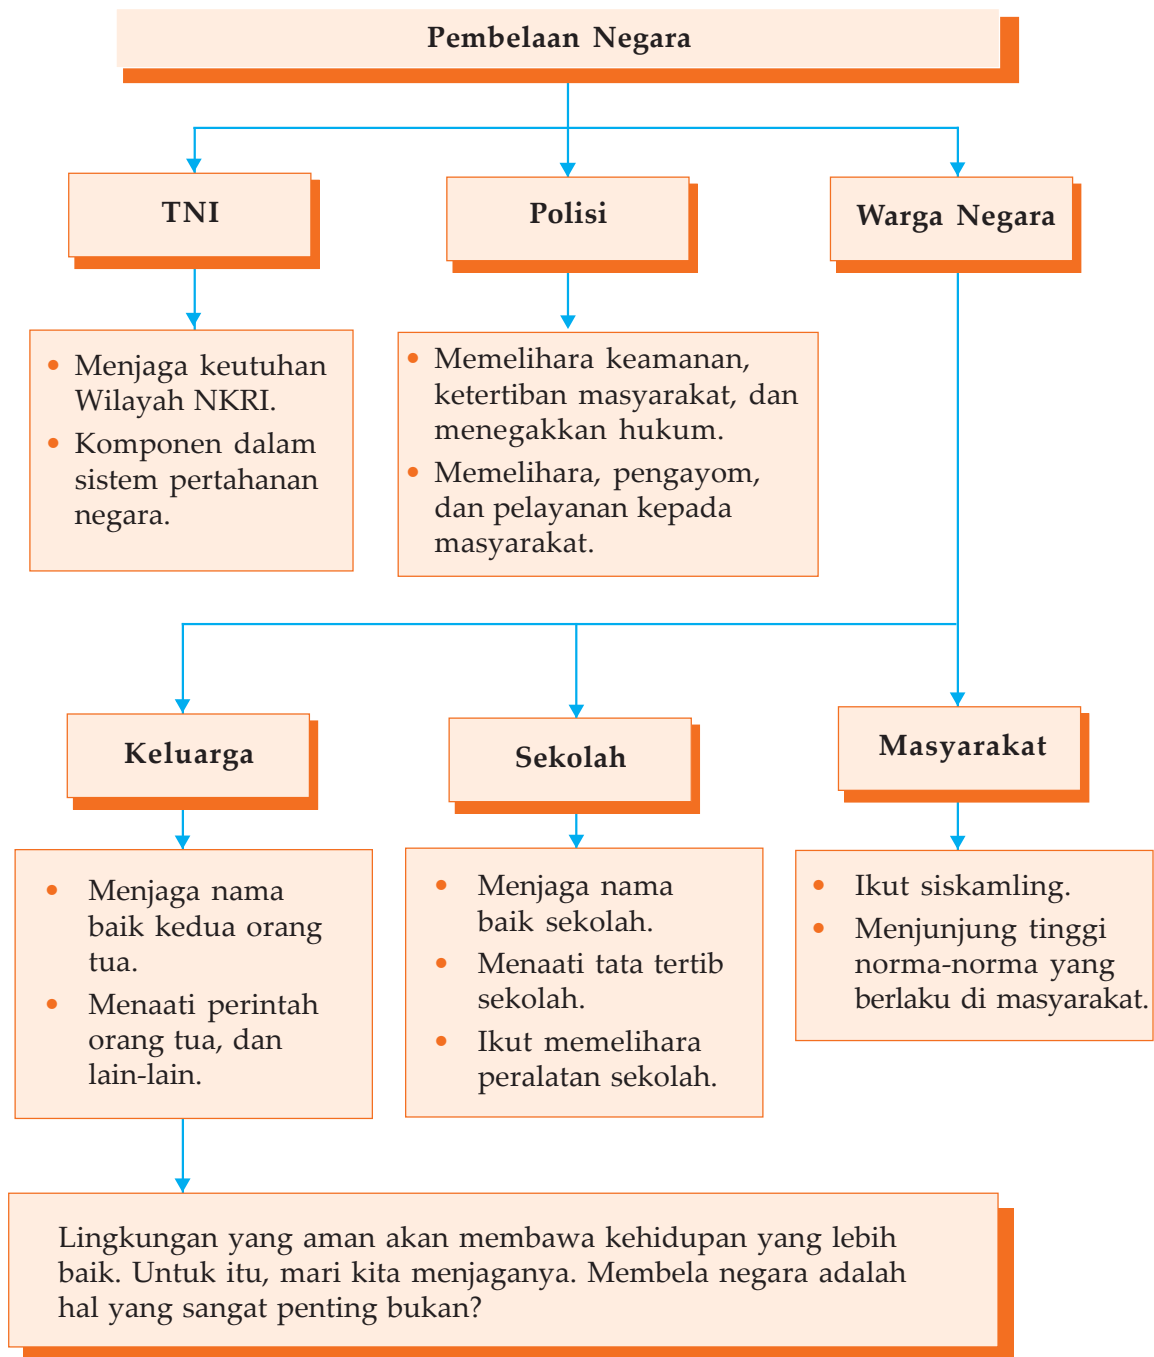 Pembelaan Negara
TNI
Polisi
Warga Negara
• Menjaga keutuhan
Wilayah NKRI.
• Komponen dalam
sistem pertahanan
negara.
• Memelihara keamanan,
ketertiban masyarakat, dan
menegakkan hukum.
• Memelihara, pengayom,
dan pelayanan kepada
masyarakat.
Keluarga
Sekolah
Masyarakat
• Menjaga nama
baik kedua orang
tua.
• Menaati perintah
orang tua, dan
lain-lain.
• Menjaga nama
baik sekolah.
• Menaati tata tertib
sekolah.
• Ikut memelihara
peralatan sekolah.
• Ikut siskamling.
• Menjunjung tinggi
norma-norma yang
berlaku di masyarakat.
Lingkungan yang aman akan membawa kehidupan yang lebih
baik. Untuk itu, mari kita menjaganya. Membela negara adalah
hal yang sangat penting bukan?